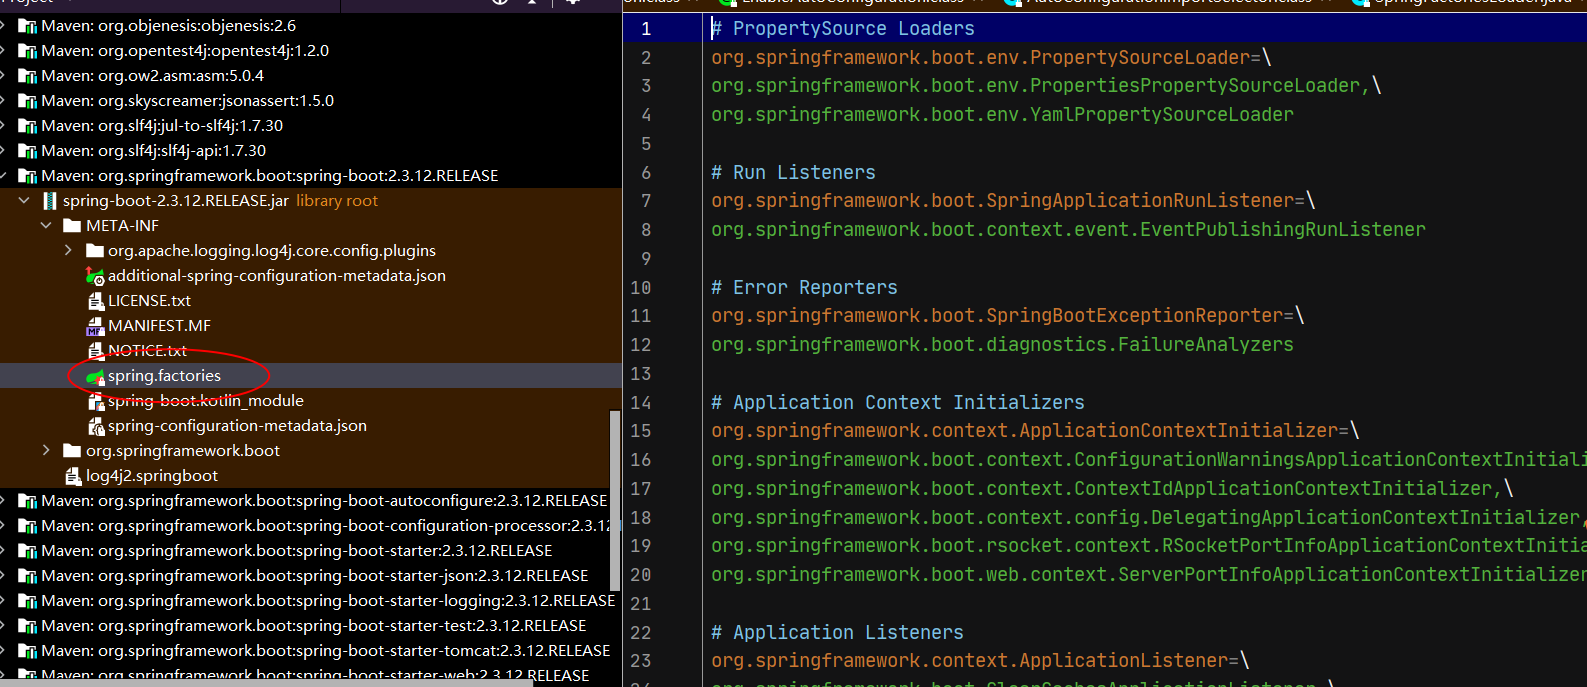 Project
Maven: org.objenesis:objenesis:2.6
Maven: org.opentest4j:opentest4j:1.2.0
Maven: org.ow2.asm:asm:5.0.4
Maven: org.skyscreamer:jsonassert:1.5.0
Maven: org.slf4j:jul-to-slf4j:1.7.30
Maven: org.slf4j:slf4j-api:1.7.30
Maven: org.springframework.boot:spring-boot:2.3.12.RELEASE
spring-boot-2.3.12.RELEASE.jar library root
META-INF
org.apache.logging.log4j.core.config.plugins
additional-spring-configuration-metadata.json
LICENSE.txt
MANIFEST.MF
NOTICE.txt
spring.factories
spring-boot.kotlin_module
spring-configuration-metadata.json
org.springframework.boot
log4j2.springboot
Maven: org.springframework.boot:spring-boot-autoconfigure:2.3.12.RELEASE
Maven: org.springframework.boot:spring-boot-configuration-processor:2.3.12
Maven: org.springframework.boot:spring-boot-starter:2.3.12.RELEASE
Maven: org.springframework.boot:spring-boot-starter-json:2.3.12.RELEASE
Maven: org.springframework.boot:spring-boot-starter-logging:2.3.12.RELEASE
Maven: org.springframework.boot:spring-boot-starter-test:2.3.12.RELEASE
Maven: org.springframework.boot:spring-boot-starter-tomcat:2.3.12.RELEASE
Maven: org.springframework.boot:spring-boot-starter-web:2.3.12.RELEASE
EnableAutoConfiguration.class AutoConfigurationImportSelector.class SpringFactoriesLoader.java
1 # PropertySource Loaders
2 org.springframework.boot.env.PropertySourceLoader=\
3 org.springframework.boot.env.PropertiesPropertySourceLoader,\
4 org.springframework.boot.env.YamlPropertySourceLoader
5
6 # Run Listeners
7 org.springframework.boot.SpringApplicationRunListener=\
8 org.springframework.boot.context.event.EventPublishingRunListener
9
10 # Error Reporters
11 org.springframework.boot.SpringBootExceptionReporter=\
12 org.springframework.boot.diagnostics.FailureAnalyzers
13
14 # Application Context Initializers
15 org.springframework.context.ApplicationContextInitializer=\
16 org.springframework.boot.context.ConfigurationWarningsApplicationContextInitiali
17 org.springframework.boot.context.ContextIdApplicationContextInitializer,\
18 org.springframework.boot.context.config.DelegatingApplicationContextInitializer,
19 org.springframework.boot.rsocket.context.RSocketPortInfoApplicationContextInitia
20 org.springframework.boot.web.context.ServerPortInfoApplicationContextInitializer
21
22 # Application Listeners
23 org.springframework.context.ApplicationListener=\
24 org.springframework.boot.ClearCachesApplicationListener,\